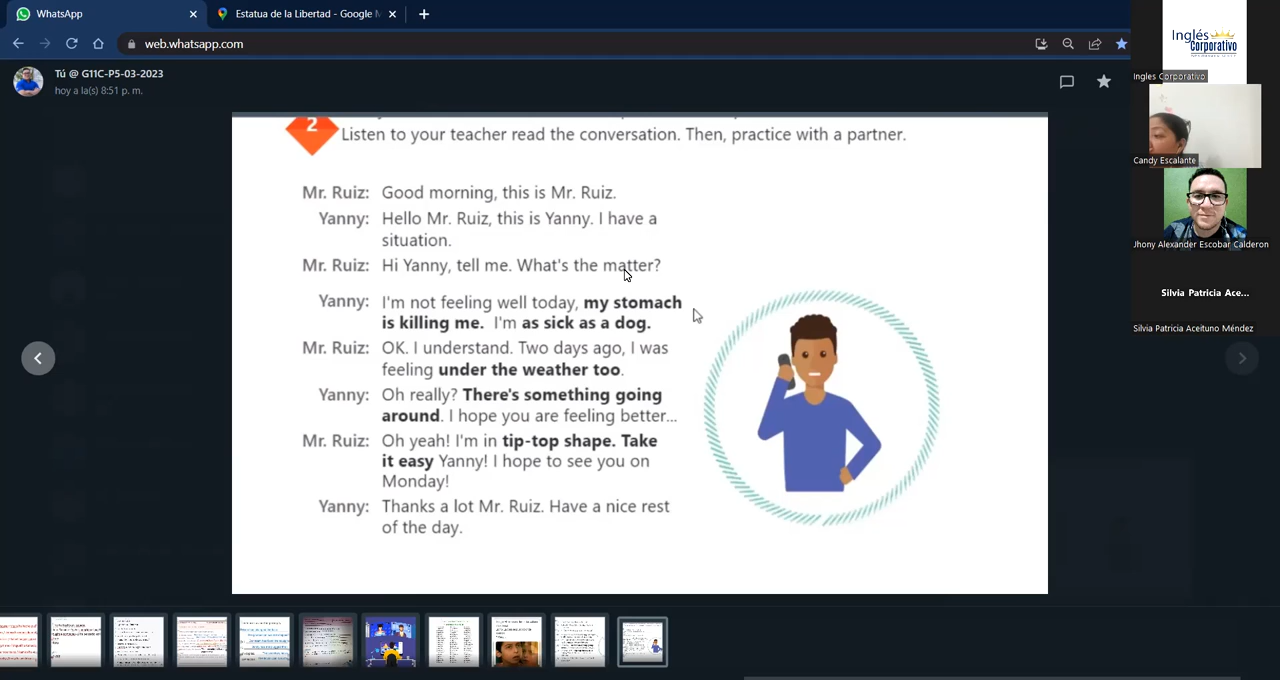 WhatsApp
Estatua de la Libertad - Google M
web.whatsapp.com
Tú @ G11C-P5-03-2023
hoy a la(s) 8:51 p. m.
2
Listen to your teacher read the conversation. Then, practice with a partner.
Mr. Ruiz: Good morning, this is Mr. Ruiz.
Yanny: Hello Mr. Ruiz, this is Yanny. I have a
situation.
Mr. Ruiz: Hi Yanny, tell me. What's the matter?
Yanny: I'm not feeling well today, my stomach
is killing me. I'm as sick as a dog.
Mr. Ruiz: OK. I understand. Two days ago, I was
feeling under the weather too.
Yanny: Oh really? There's something going
around. I hope you are feeling better...
Mr. Ruiz: Oh yeah! I'm in tip-top shape. Take
it easy Yanny! I hope to see you on
Monday!
Yanny: Thanks a lot Mr. Ruiz. Have a nice rest
of the day.
Inglés
Corporativo
Ingles Corporativo
Candy Escalante
Jhony Alexander Escobar Calderon
Silvia Patricia Ace...
Silvia Patricia Aceituno Méndez